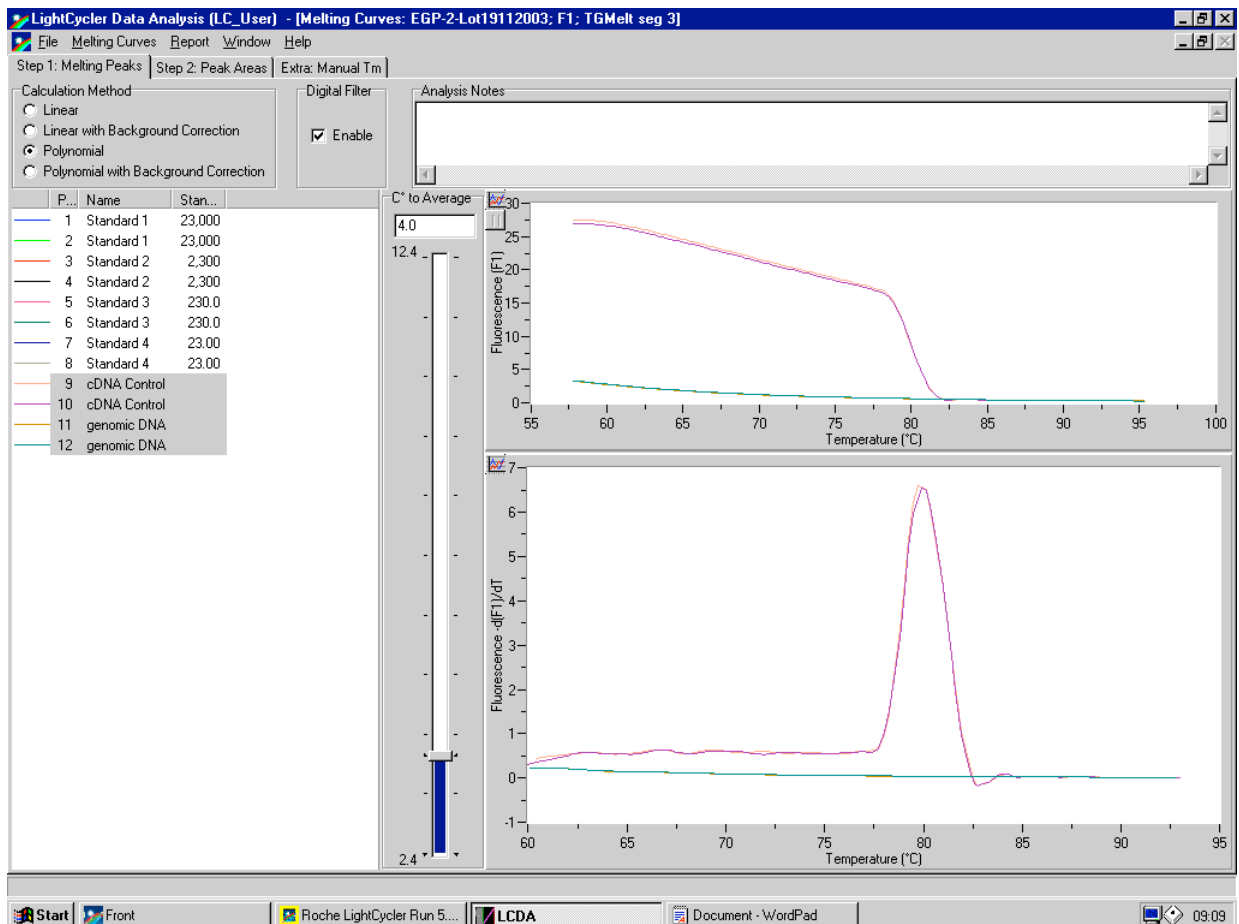 LightCycler Data Analysis (LC_User) - [Melting Curves: EGP-2-Lot19112003; F1; TGMelt seg 3]
File Melting Curves Report Window Help
Step 1: Melting Peaks Step 2: Peak Areas Extra: Manual Tm
Calculation Method
Linear
Linear with Background Correction
Polynomial
Polynomial with Background Correction
Digital Filter
Enable
Analysis Notes
P... Name Stan...
1 Standard 1 23,000
2 Standard 1 23,000
3 Standard 2 2,300
4 Standard 2 2,300
5 Standard 3 230.0
6 Standard 3 230.0
7 Standard 4 23.00
8 Standard 4 23.00
9 cDNA Control
10 cDNA Control
11 genomic DNA
12 genomic DNA
C° to Average
4.0
12.4
2.4
Fluorescence (F1)
30
25
20
15
10
5
0
55 60 65 70 75 80 85 90 95 100
Temperature (°C)
Fluorescence -d(F1)/dT
7
6
5
4
3
2
1
0
-1
60 65 70 75 80 85 90 95
Temperature (°C)
Start Front Roche LightCycler Run 5.... LCDA Document - WordPad 09:09